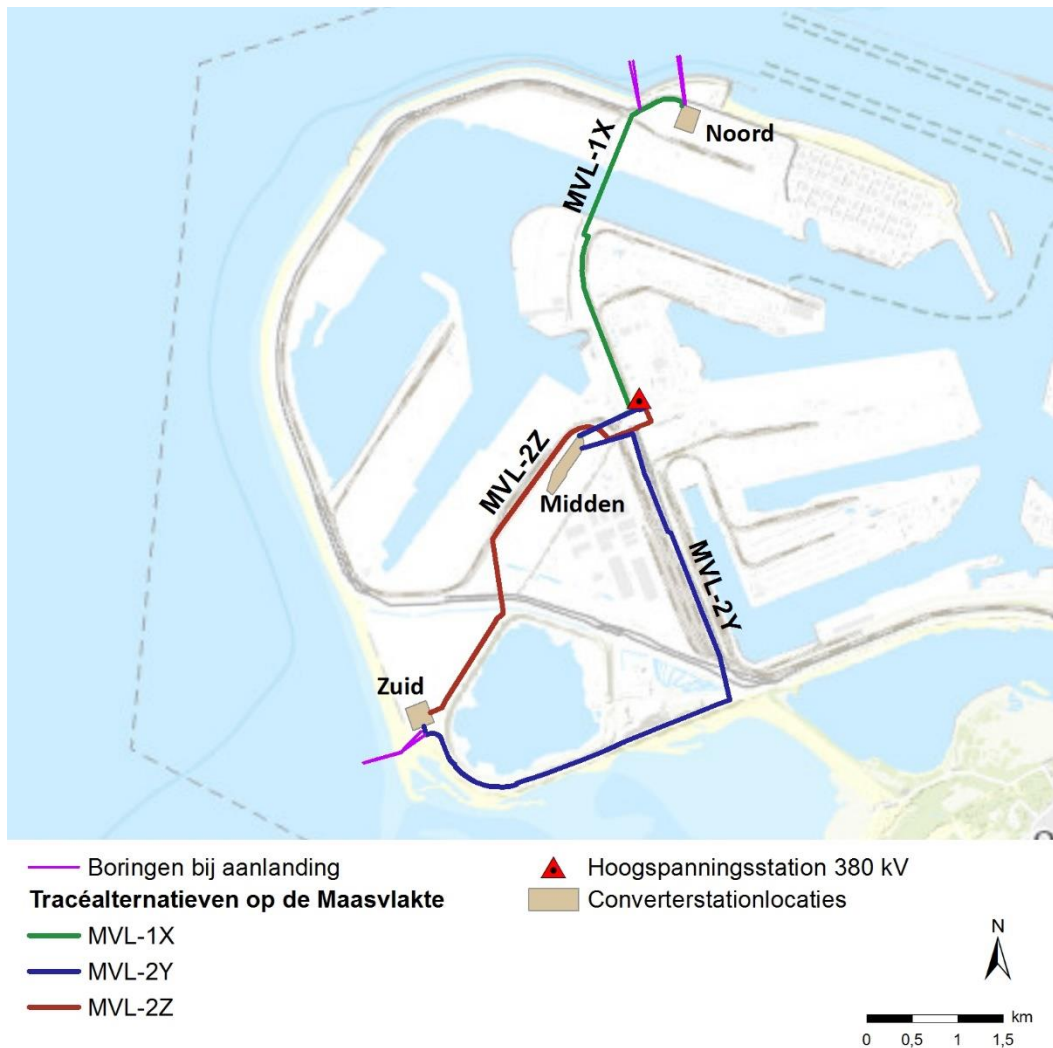 Noord
MVL-1X
MVL-2Z
Midden
MVL-2Y
Zuid
Boringen bij aanlanding
Tracéalternatieven op de Maasvlakte
MVL-1X
MVL-2Y
MVL-2Z
Hoogspanningsstation 380 kV
Converterstationlocaties
N
km
0 0,5 1 1,5